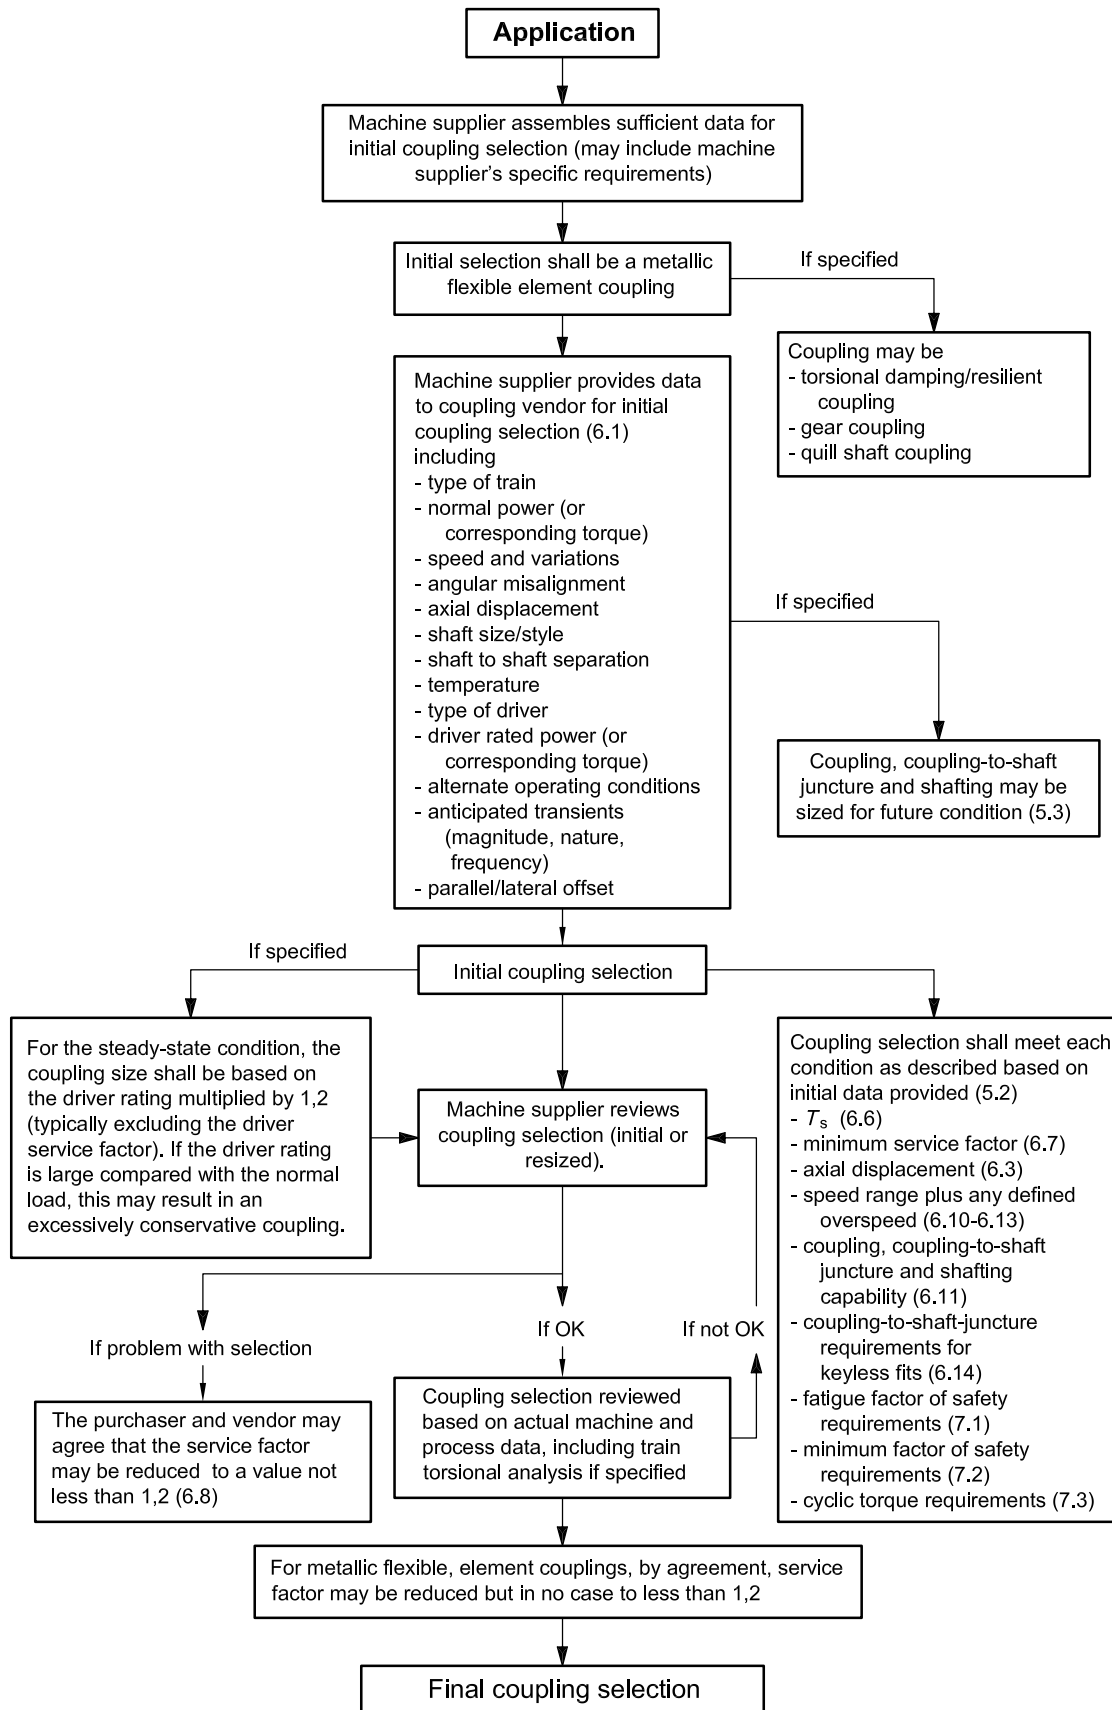 Application
Machine supplier assembles sufficient data for
initial coupling selection (may include machine
supplier's specific requirements)
Initial selection shall be a metallic
flexible element coupling
If specified
Coupling may be
- torsional damping/resilient
coupling
- gear coupling
- quill shaft coupling
Machine supplier provides data
to coupling vendor for initial
coupling selection (6.1)
including
- type of train
- normal power (or
corresponding torque)
- speed and variations
- angular misalignment
- axial displacement
- shaft size/style
- shaft to shaft separation
- temperature
- type of driver
- driver rated power (or
corresponding torque)
- alternate operating conditions
- anticipated transients
(magnitude, nature,
frequency)
- parallel/lateral offset
If specified
Coupling, coupling-to-shaft
juncture and shafting may be
sized for future condition (5.3)
If specified
Initial coupling selection
For the steady-state condition, the
coupling size shall be based on
the driver rating multiplied by 1,2
(typically excluding the driver
service factor). If the driver rating
is large compared with the normal
load, this may result in an
excessively conservative coupling.
Machine supplier reviews
coupling selection (initial or
resized).
Coupling selection shall meet each
condition as described based on
initial data provided (5.2)
- Ts (6.6)
- minimum service factor (6.7)
- axial displacement (6.3)
- speed range plus any defined
overspeed (6.10-6.13)
- coupling, coupling-to-shaft
juncture and shafting
capability (6.11)
- coupling-to-shaft-juncture
requirements for
keyless fits (6.14)
- fatigue factor of safety
requirements (7.1)
- minimum factor of safety
requirements (7.2)
- cyclic torque requirements (7.3)
If problem with selection
If OK
If not OK
The purchaser and vendor may
agree that the service factor
may be reduced to a value not
less than 1,2 (6.8)
Coupling selection reviewed
based on actual machine and
process data, including train
torsional analysis if specified
For metallic flexible, element couplings, by agreement, service
factor may be reduced but in no case to less than 1,2
Final coupling selection